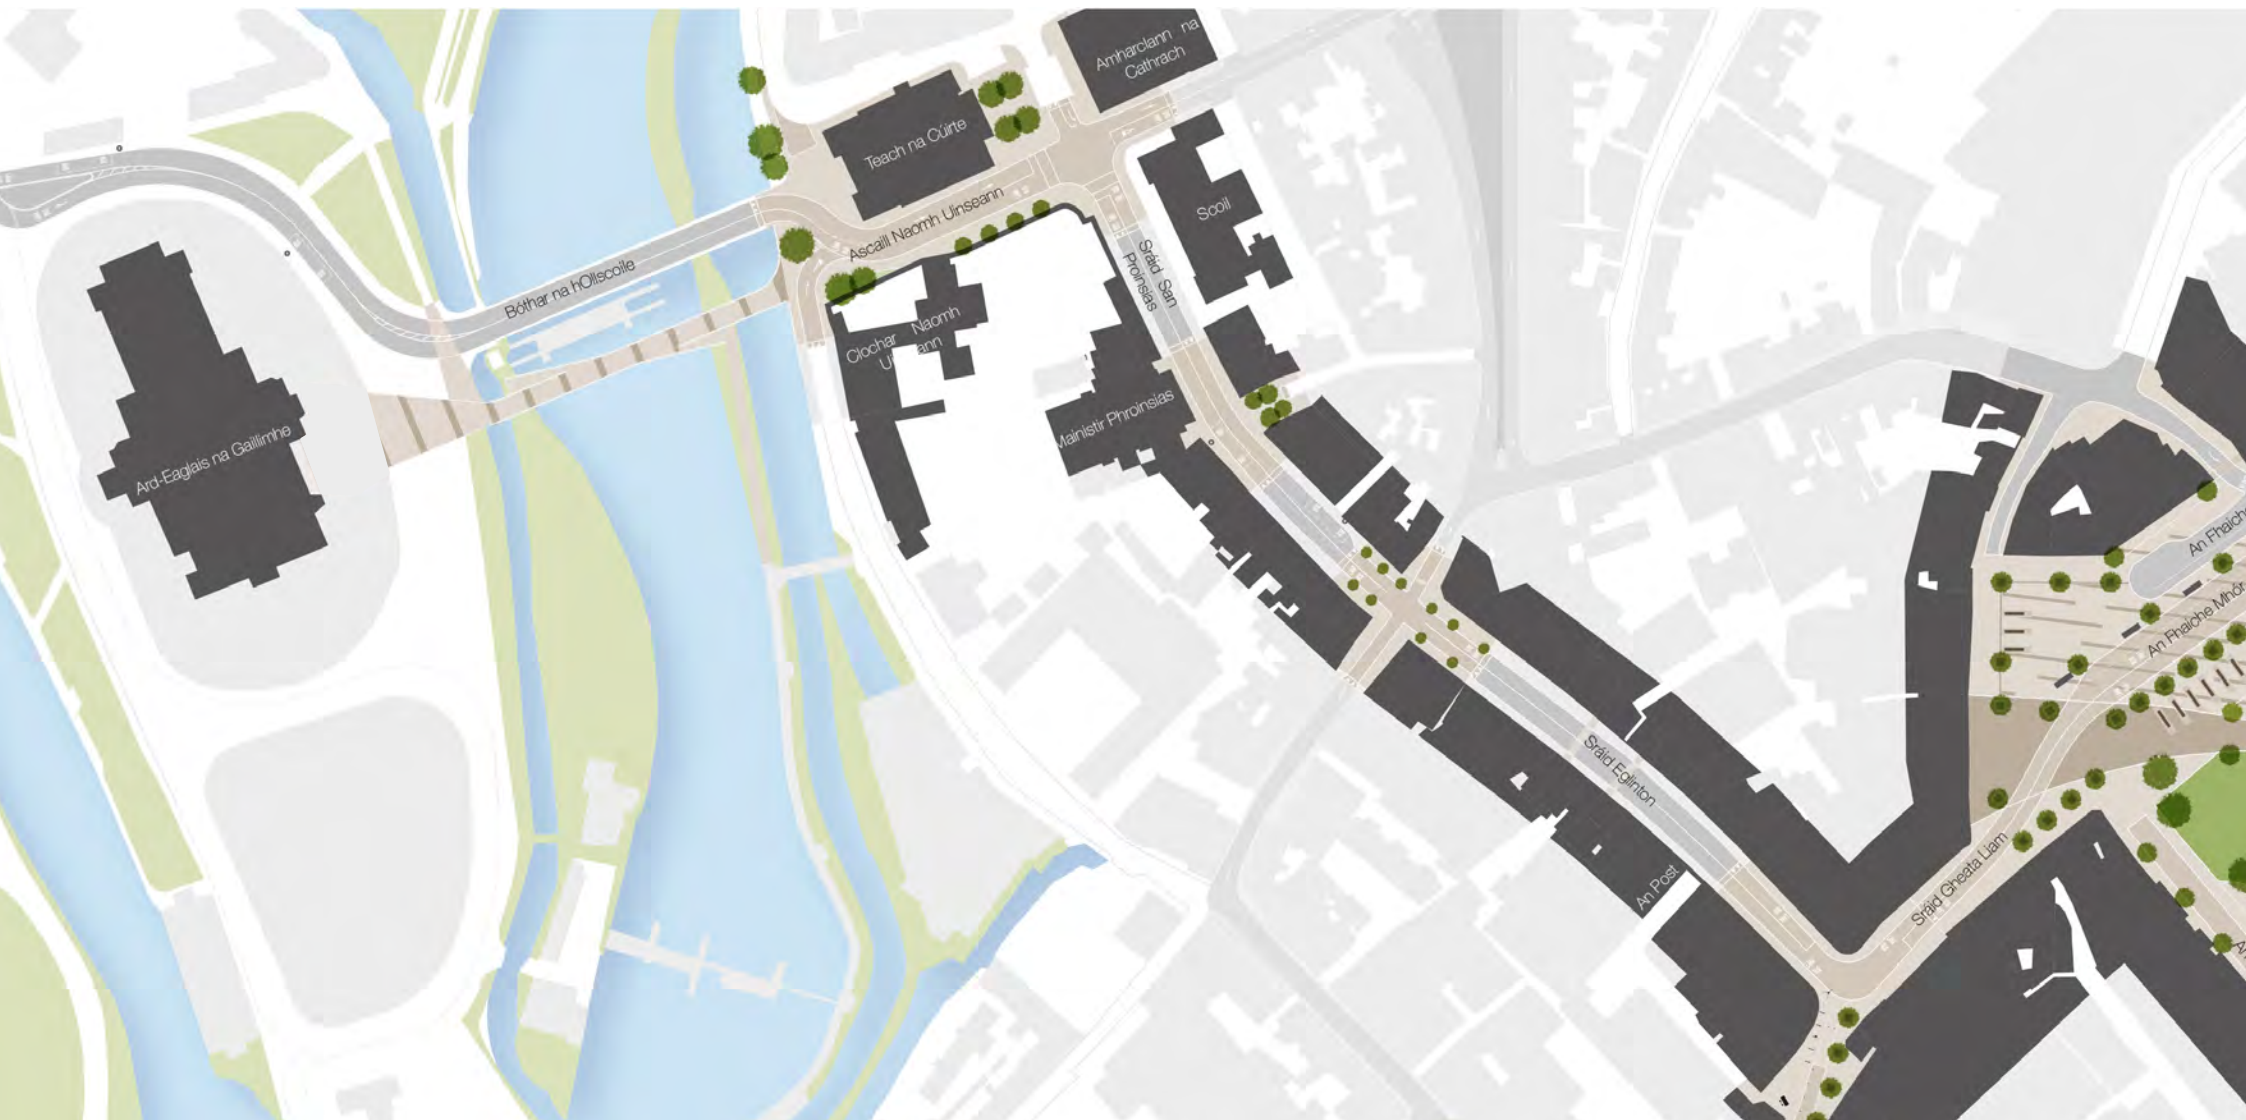 Amharclann na
Cathrach
Teach na Cúirte
Scoil
Ascaill Naomh Uinseann
Sráid San
Proinsias
Bóthar na hOllscoile
Clochar Naomh
Mainistir Phroinsias
Ard-Eaglais na Gaillimhe
An Fhaiche Mhór
Sráid Eglinton
An Post
Sráid Gheata Liam